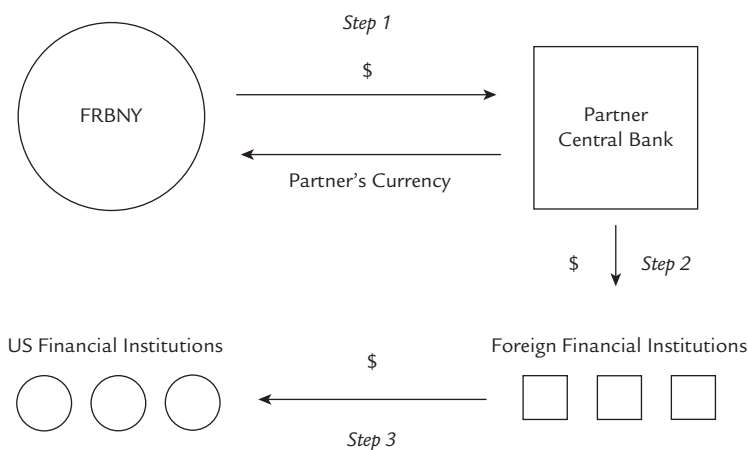 Step 1
$
FRBNY
Partner
Central Bank
Partner’s Currency
$
Step 2
US Financial Institutions
Foreign Financial Institutions
$
Step 3